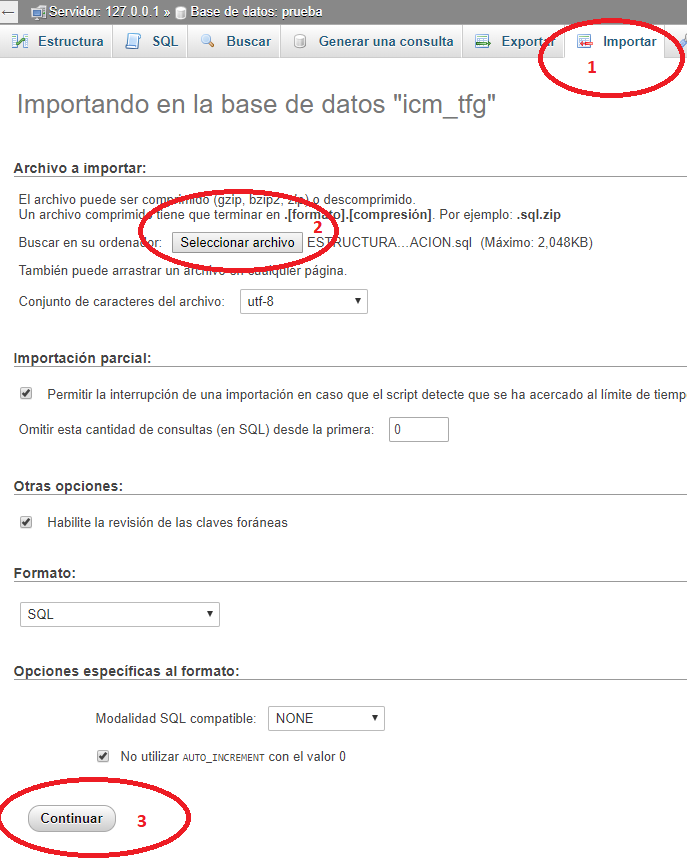 Servidor: 127.0.0.1 » Base de datos: prueba
Estructura SQL Buscar Generar una consulta Exportar Importar
1
Importando en la base de datos "icm_tfg"
Archivo a importar:
El archivo puede ser comprimido (gzip, bzip2, zip) o descomprimido.
Un archivo comprimido tiene que terminar en .[formato].[compresión]. Por ejemplo: .sql.zip
2
Buscar en su ordenador: Seleccionar archivo ESTRUCTURA...ACION.sql (Máximo: 2,048KB)
También puede arrastrar un archivo en cualquier página.
Conjunto de caracteres del archivo: utf-8
Importación parcial:
Permitir la interrupción de una importación en caso que el script detecte que se ha acercado al límite de tiemp
Omitir esta cantidad de consultas (en SQL) desde la primera: 0
Otras opciones:
Habilite la revisión de las claves foráneas
Formato:
SQL
Opciones específicas al formato:
Modalidad SQL compatible: NONE
No utilizar AUTO_INCREMENT con el valor 0
Continuar 3